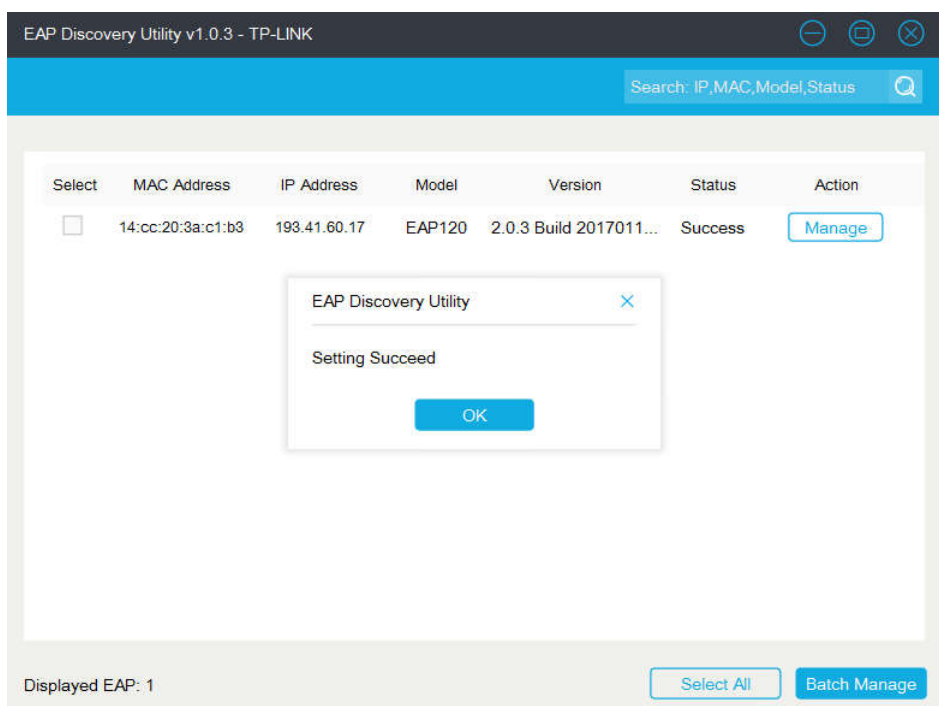 EAP Discovery Utility v1.0.3 - TP-LINK
Search: IP,MAC,Model,Status
Select MAC Address IP Address Model Version Status Action
14:cc:20:3a:c1:b3 193.41.60.17 EAP120 2.0.3 Build 2017011... Success Manage
EAP Discovery Utility
Setting Succeed
OK
Displayed EAP: 1 Select All Batch Manage